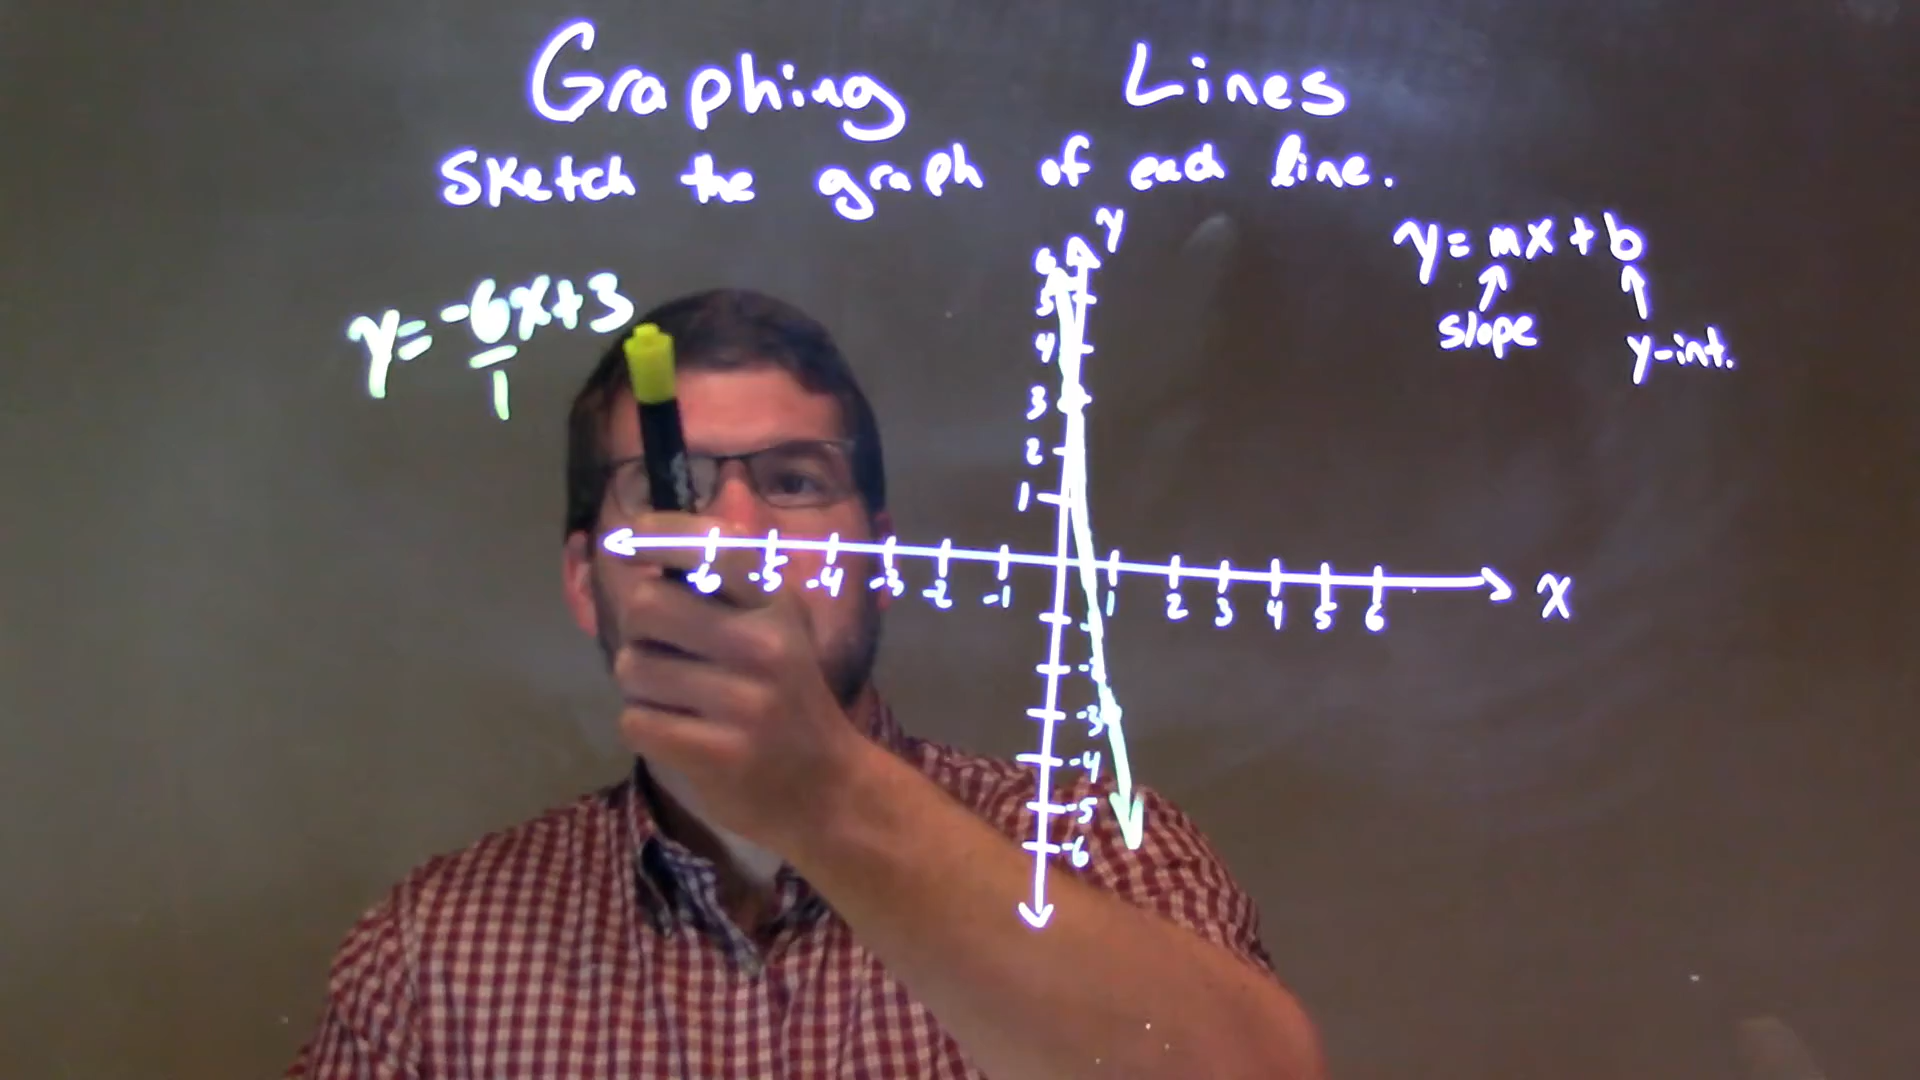 Graphing Lines
Sketch the graph of each line.
y
y = mx + b
slope
y-int.
y = -6x + 3
1
6
5
4
3
2
1
-6 -5 -4 -3 -2 -1 1 2 3 4 5 6
x
-3
-4
-5
-6